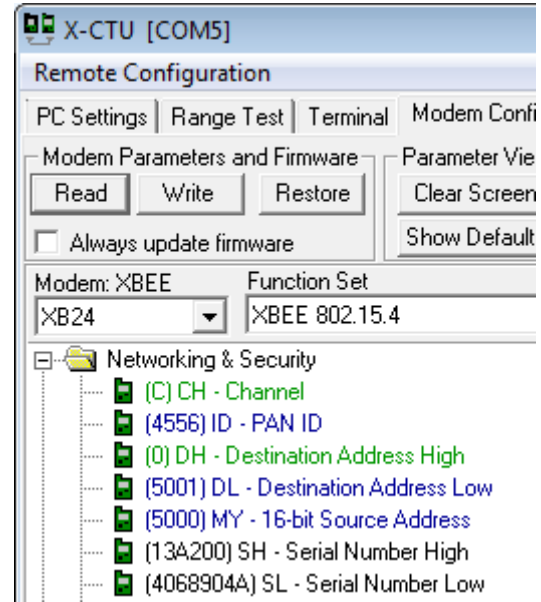 X-CTU [COM5]
Remote Configuration
PC Settings Range Test Terminal Modem Confi
Modem Parameters and Firmware Parameter Vie
Read Write Restore Clear Screen
Always update firmware Show Default
Modem: XBEE Function Set
XB24 XBEE 802.15.4
Networking & Security
(C) CH - Channel
(4556) ID - PAN ID
(0) DH - Destination Address High
(5001) DL - Destination Address Low
(5000) MY - 16-bit Source Address
(13A200) SH - Serial Number High
(4068904A) SL - Serial Number Low